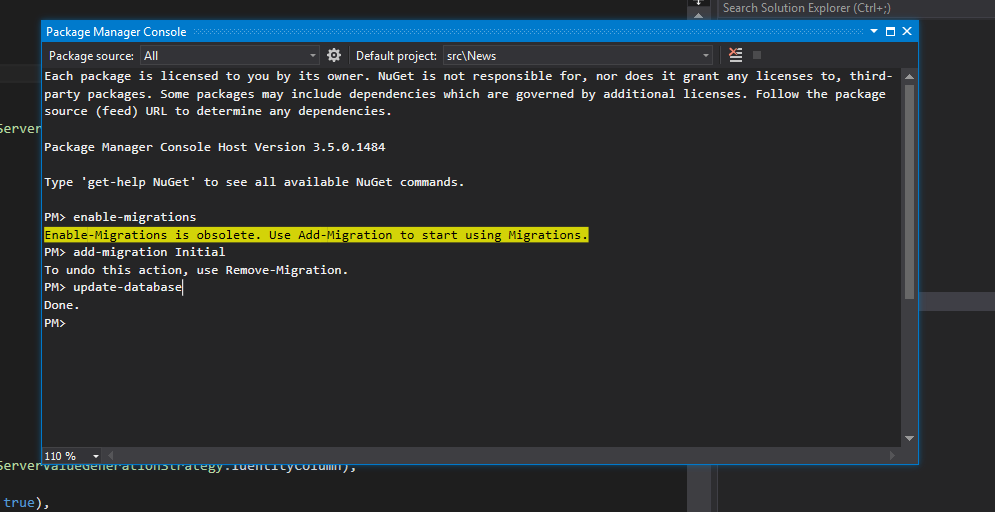 Search Solution Explorer (Ctrl+;)
Package Manager Console
Package source: All
Default project: src\News
Each package is licensed to you by its owner. NuGet is not responsible for, nor does it grant any licenses to, third-
party packages. Some packages may include dependencies which are governed by additional licenses. Follow the package
source (feed) URL to determine any dependencies.
Server
Package Manager Console Host Version 3.5.0.1484
Type 'get-help NuGet' to see all available NuGet commands.
PM> enable-migrations
Enable-Migrations is obsolete. Use Add-Migration to start using Migrations.
PM> add-migration Initial
To undo this action, use Remove-Migration.
PM> update-database
Done.
PM>
110 %
ServerValueGenerationStrategy.IdentityColumn),
true),